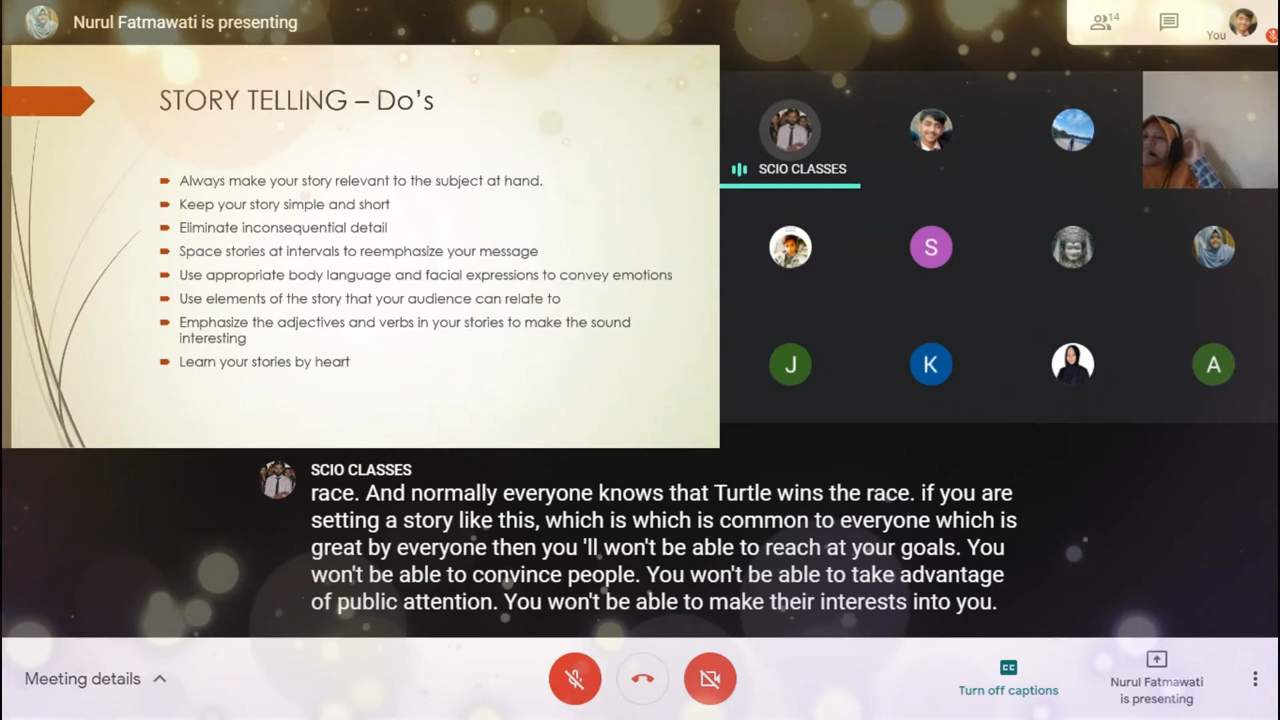 Nurul Fatmawati is presenting
14
You
STORY TELLING – Do's
Always make your story relevant to the subject at hand.
Keep your story simple and short
Eliminate inconsequential detail
Space stories at intervals to reemphasize your message
Use appropriate body language and facial expressions to convey emotions
Use elements of the story that your audience can relate to
Emphasize the adjectives and verbs in your stories to make the sound
interesting
Learn your stories by heart
SCIO CLASSES
S
J
K
A
SCIO CLASSES
race. And normally everyone knows that Turtle wins the race. if you are
setting a story like this, which is which is common to everyone which is
great by everyone then you 'll won't be able to reach at your goals. You
won't be able to convince people. You won't be able to take advantage
of public attention. You won't be able to make their interests into you.
Meeting details
CC
Turn off captions
Nurul Fatmawati
is presenting